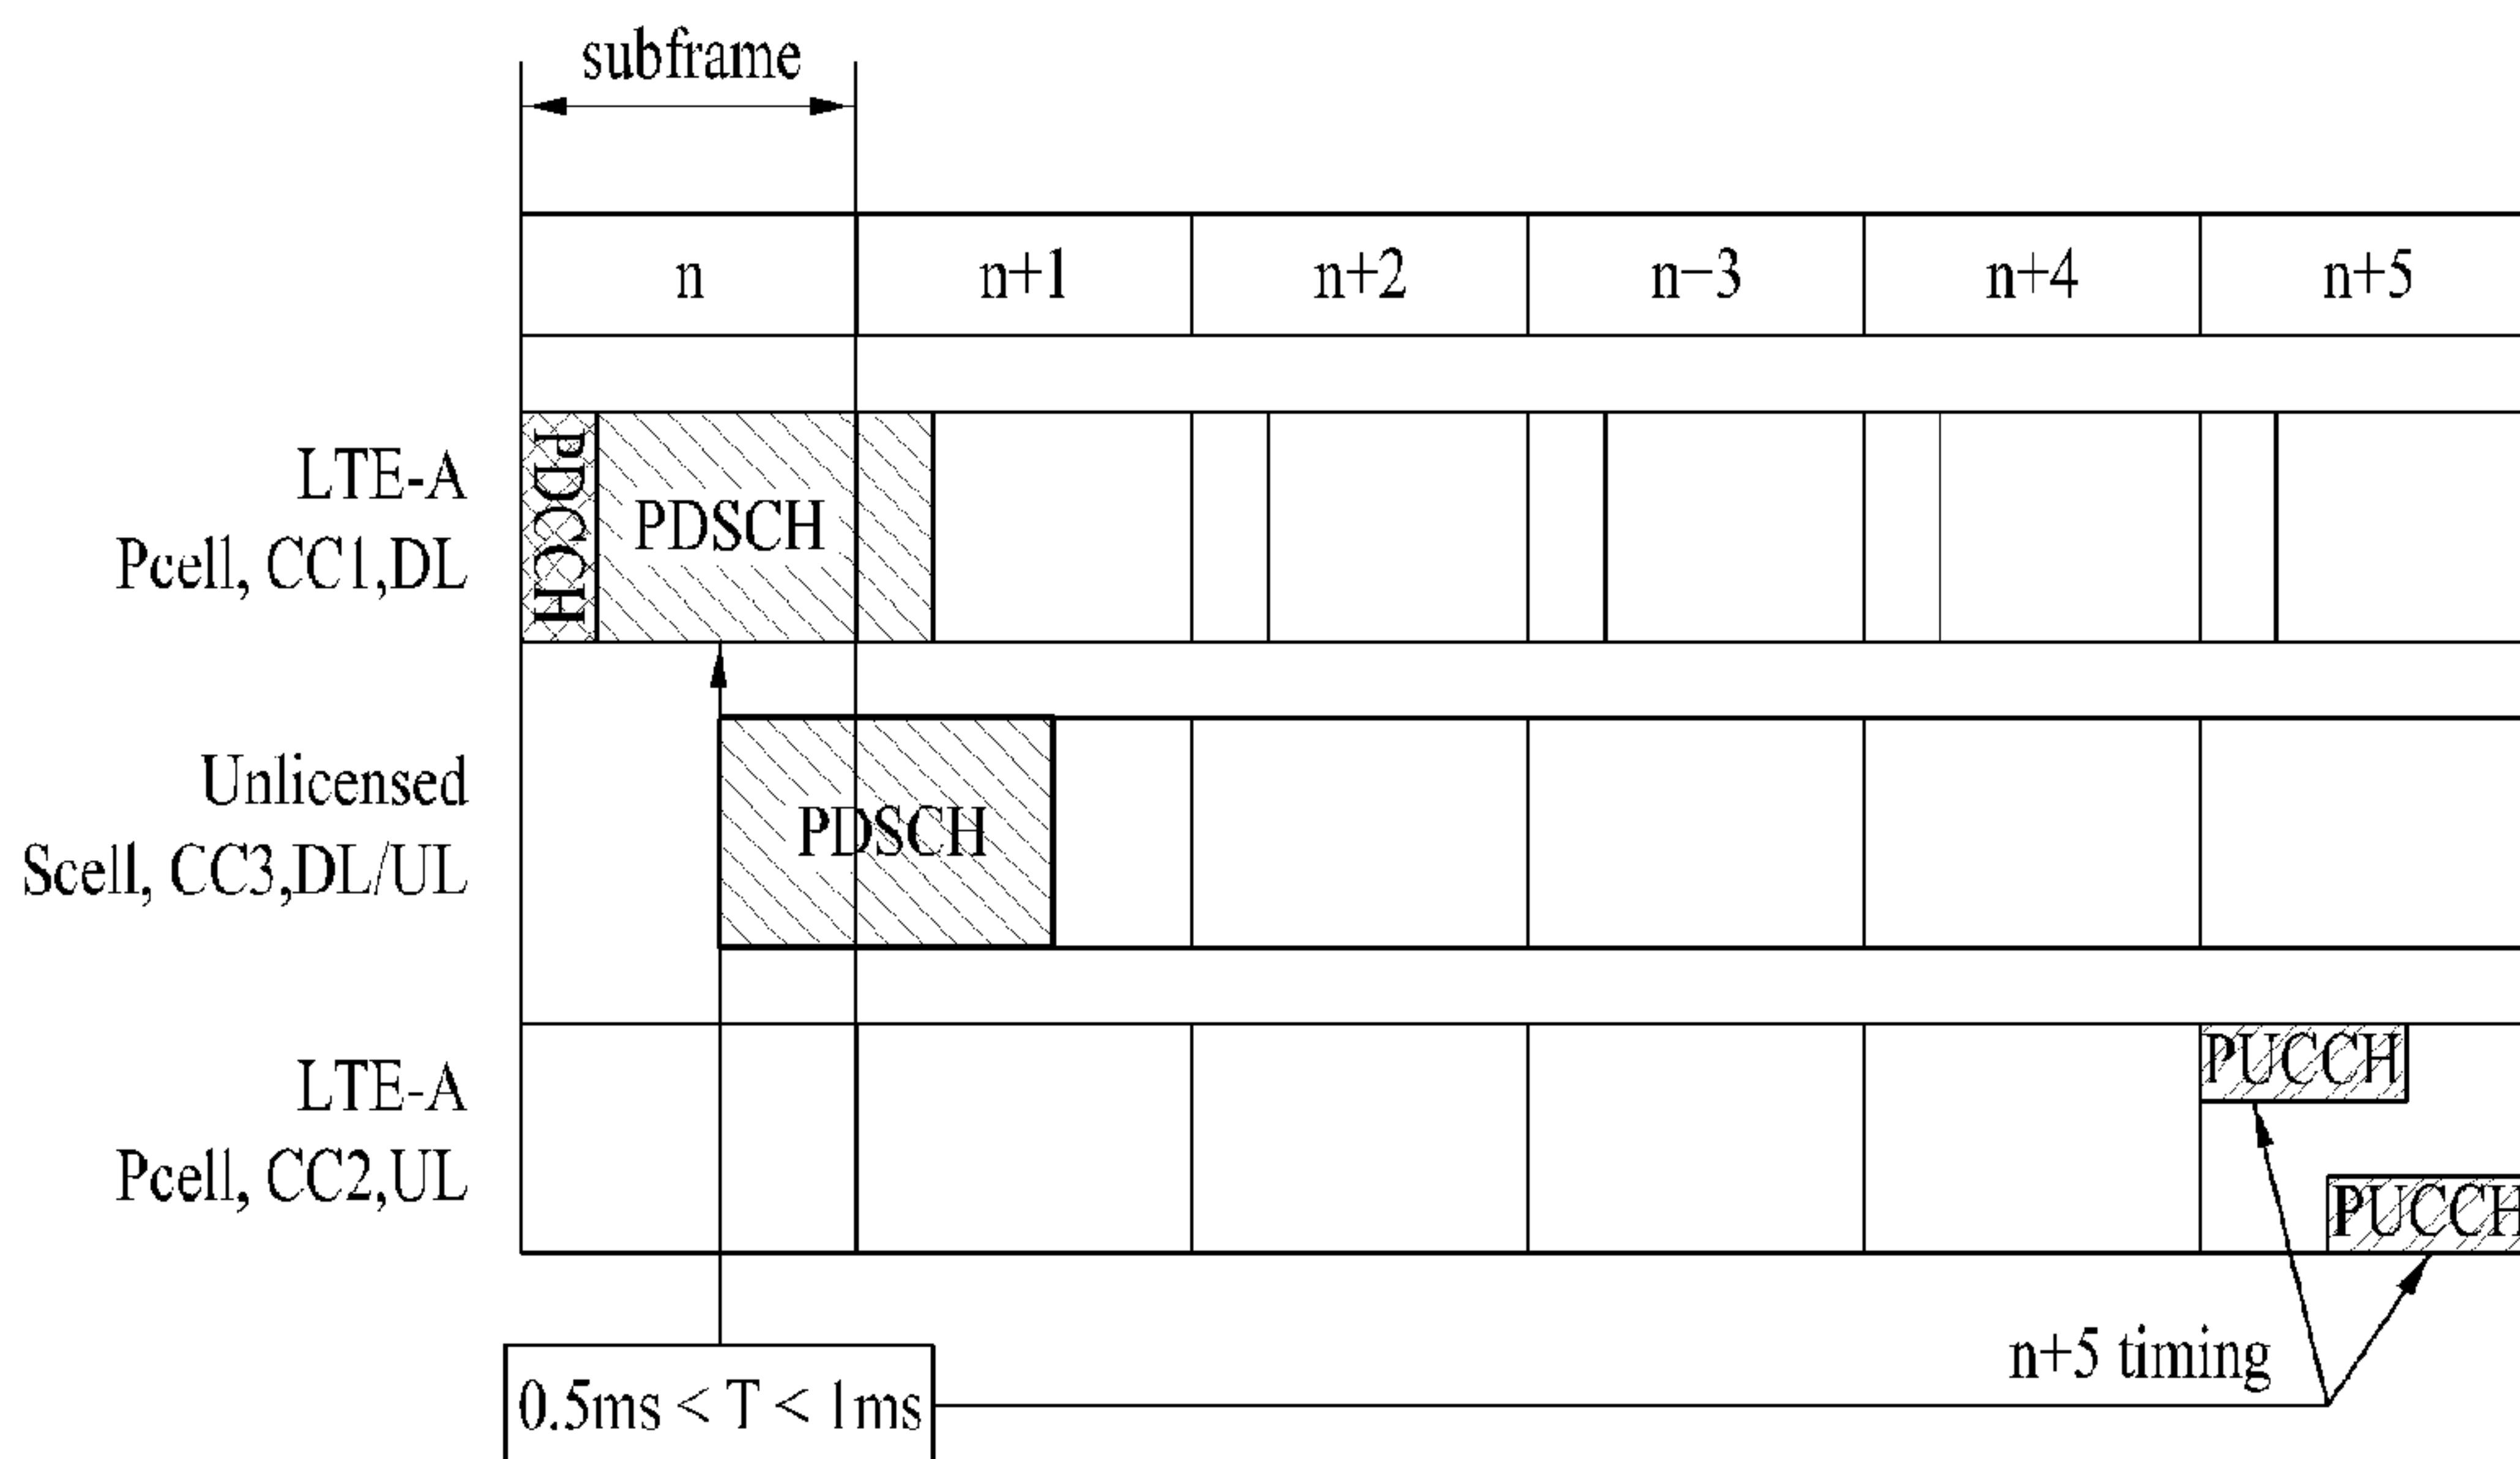 subframe
n n+1 n+2 n−3 n+4 n+5
LTE-A
Pcell, CC1,DL
PDCCH
PDSCH
Unlicensed
Scell, CC3,DL/UL
PDSCH
LTE-A
Pcell, CC2,UL
PUCCH
PUCCH
n+5 timing
0.5ms < T < 1ms